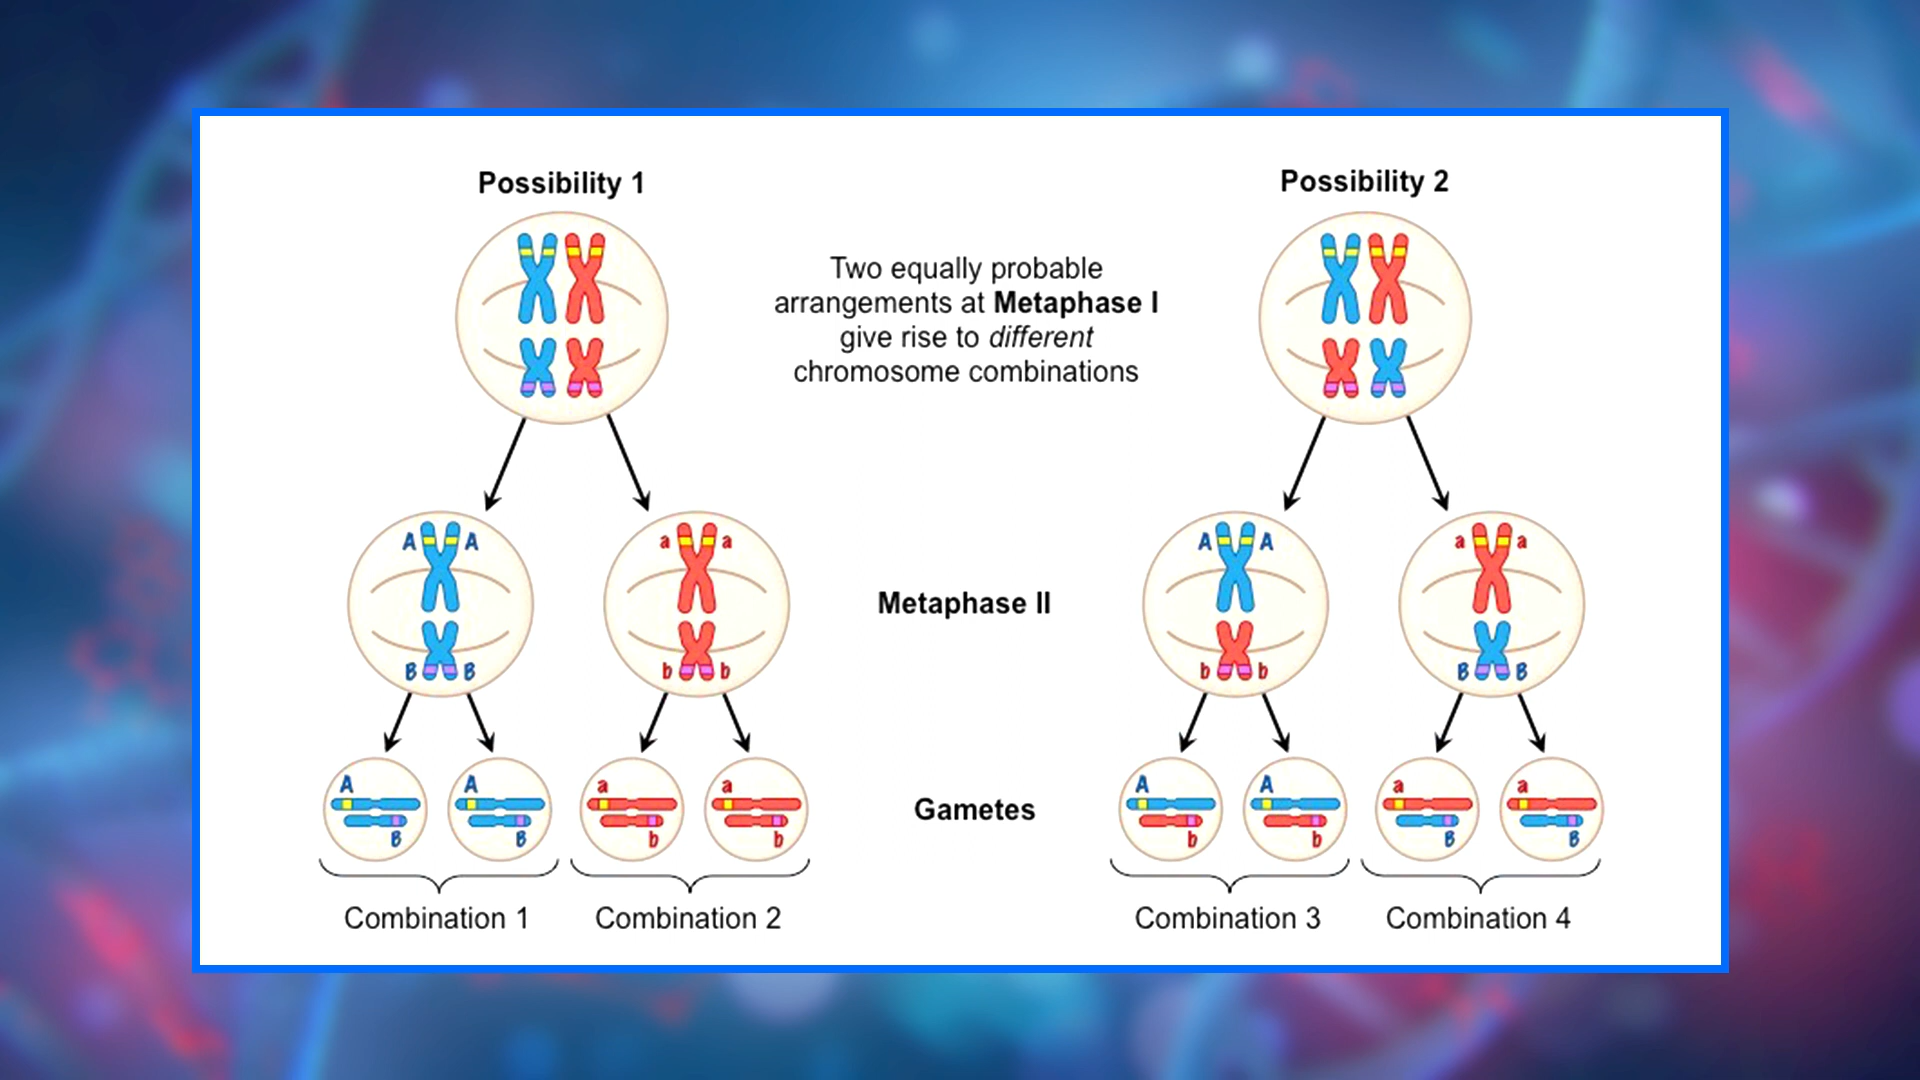 Possibility 1
Possibility 2
Two equally probable
arrangements at Metaphase I
give rise to different
chromosome combinations
A A
a a
A A
a a
Metaphase II
B B
b b
b b
B B
A
A
a
a
Gametes
A
A
a
a
B
B
b
b
b
b
B
B
Combination 1
Combination 2
Combination 3
Combination 4